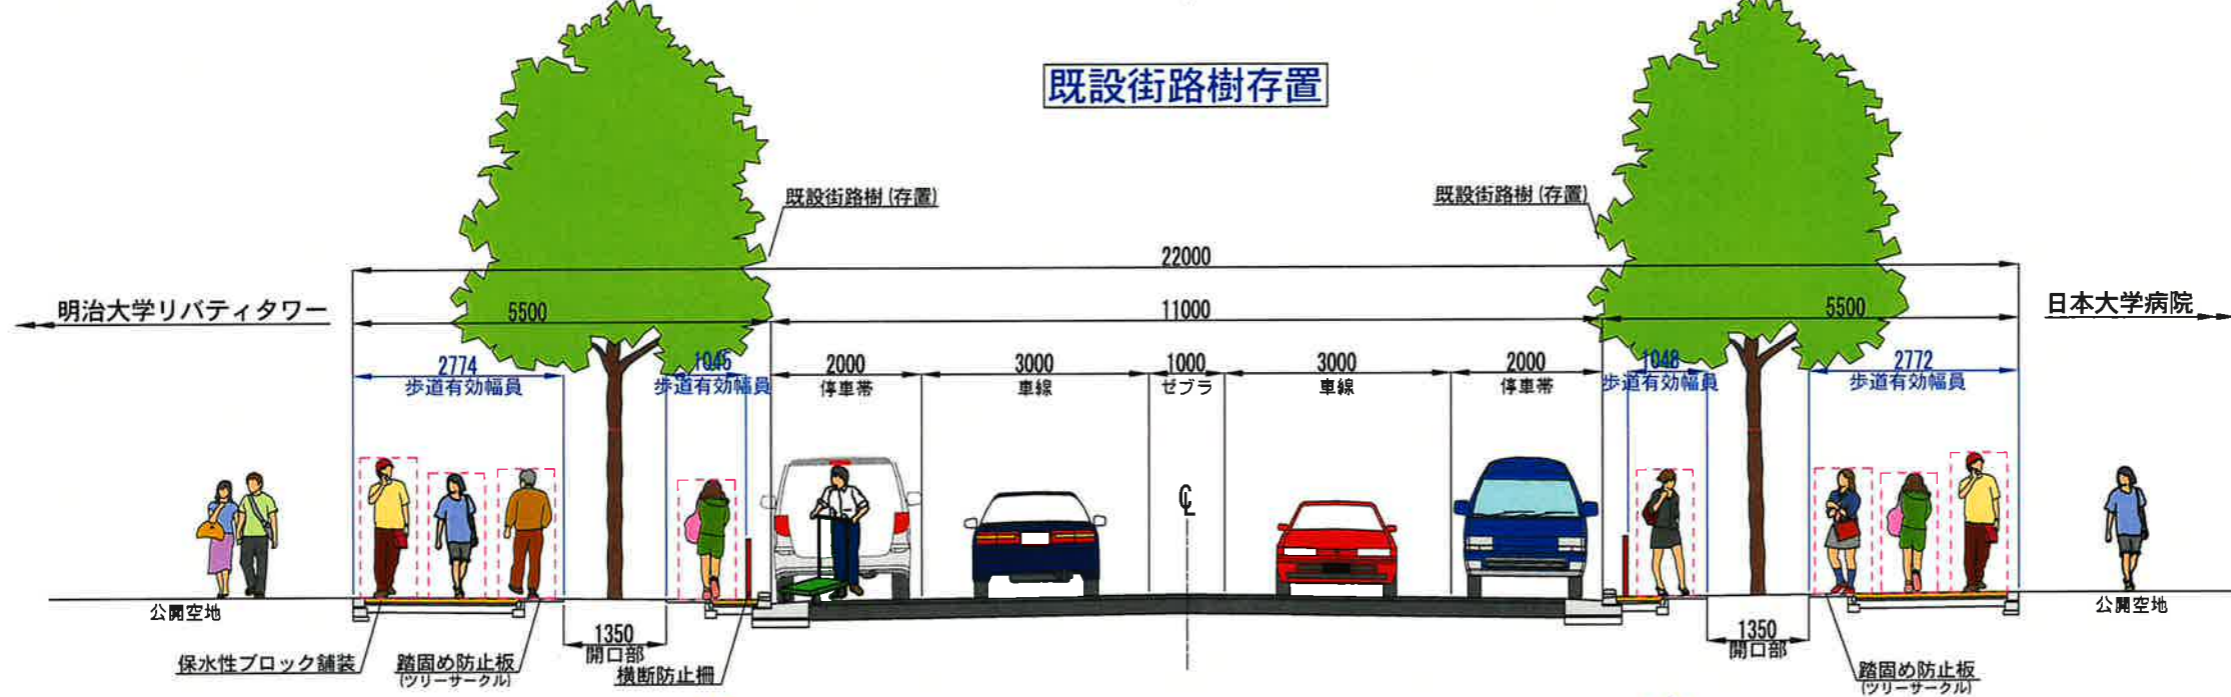 既設街路樹存置
既設街路樹(存置)
既設街路樹(存置)
22000
明治大学リバティタワー
5500
11000
5500
日本大学病院
2774
歩道有効幅員
歩道有効幅員
2000
停車帯
3000
車線
1000
ゼブラ
3000
車線
2000
停車帯
1048
歩道有効幅員
2772
歩道有効幅員
公開空地
公開空地
1350
開口部
1350
開口部
保水性ブロック舗装
踏固め防止板
(ツリーサークル)
横断防止柵
踏固め防止板
(ツリーサークル)